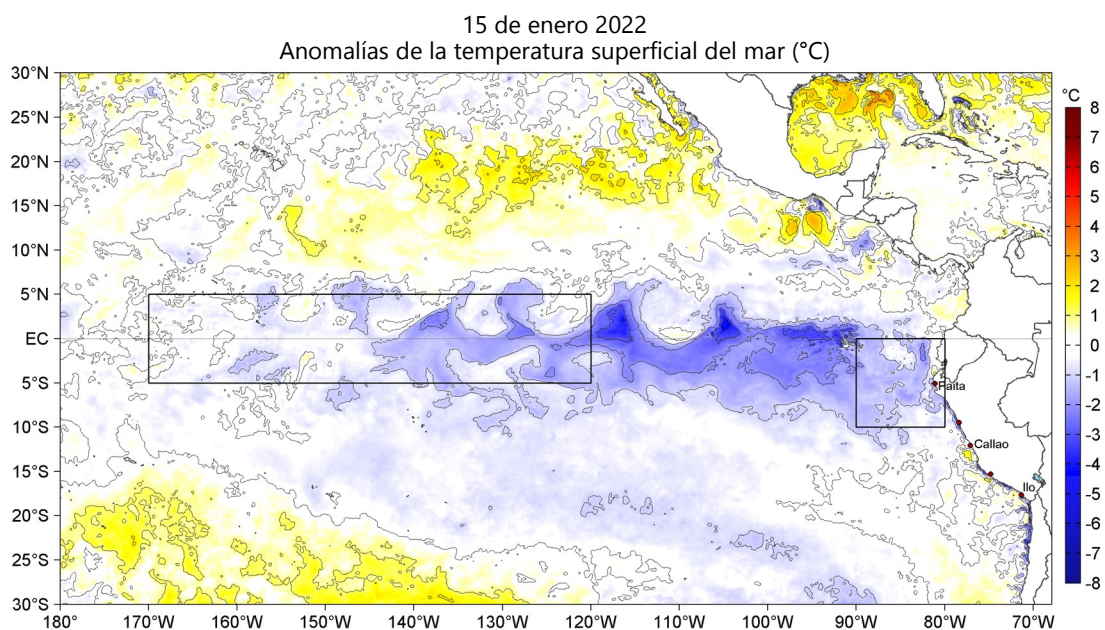 15 de enero 2022
Anomalías de la temperatura superficial del mar (°C)
30°N
25°N
20°N
15°N
10°N
5°N
EC
5°S
10°S
15°S
20°S
25°S
30°S
180
170°W
160°W
150°W
140°W
130°W
120°W
110°W
100°W
90°W
80°W
70°W
Paita
Callao
Ilo
°C
8
7
6
5
4
3
2
1
0
-1
-2
-3
-4
-5
-6
-7
-8